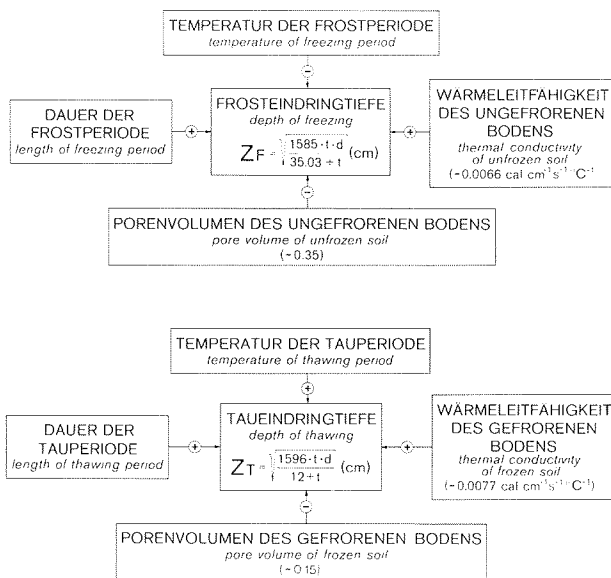 TEMPERATUR DER FROSTPERIODE
temperature of freezing period
−
DAUER DER
FROSTPERIODE
length of freezing period
+
FROSTEINDRINGTIEFE
depth of freezing
ZF = √(1585·t·d / 35.03 + t) (cm)
+
WÄRMELEITFÄHIGKEIT
DES UNGEFRORENEN
BODENS
thermal conductivity
of unfrozen soil
(~0.0066 cal cm⁻¹s⁻¹ °C⁻¹)
−
PORENVOLUMEN DES UNGEFRORENEN BODENS
pore volume of unfrozen soil
(~0.35)
TEMPERATUR DER TAUPERIODE
temperature of thawing period
+
DAUER DER
TAUPERIODE
length of thawing period
+
TAUEINDRINGTIEFE
depth of thawing
ZT = √(1596·t·d / 12+t) (cm)
+
WÄRMELEITFÄHIGKEIT
DES GEFRORENEN
BODENS
thermal conductivity
of frozen soil
(~0.0077 cal cm⁻¹s⁻¹ °C⁻¹)
−
PORENVOLUMEN DES GEFRORENEN BODENS
pore volume of frozen soil
(~0.15)